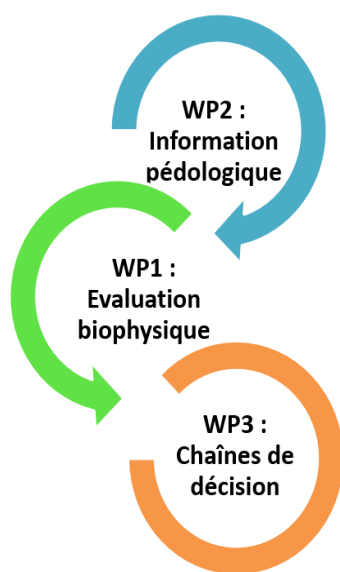 WP2 :
Information
pédologique
WP1 :
Evaluation
biophysique
WP3 :
Chaînes de
décision